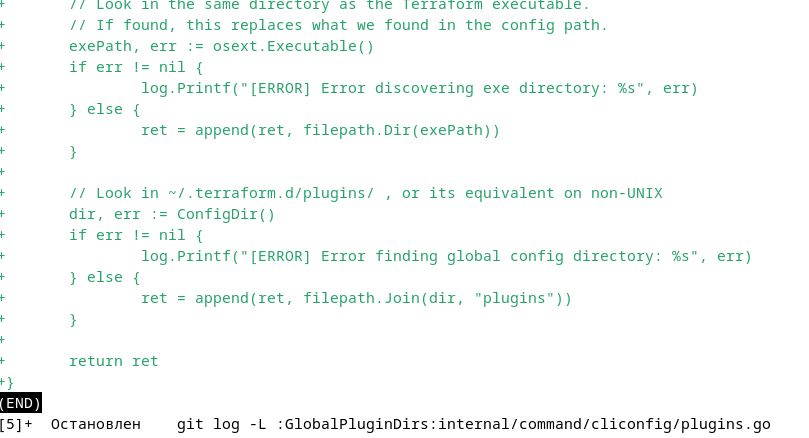 +       // Look in the same directory as the Terraform executable.
+       // If found, this replaces what we found in the config path.
+       exePath, err := osext.Executable()
+       if err != nil {
+               log.Printf("[ERROR] Error discovering exe directory: %s", err)
+       } else {
+               ret = append(ret, filepath.Dir(exePath))
+       }
+
+       // Look in ~/.terraform.d/plugins/ , or its equivalent on non-UNIX
+       dir, err := ConfigDir()
+       if err != nil {
+               log.Printf("[ERROR] Error finding global config directory: %s", err)
+       } else {
+               ret = append(ret, filepath.Join(dir, "plugins"))
+       }
+
+       return ret
+}
(END)
[5]+  Остановлен    git log -L :GlobalPluginDirs:internal/command/cliconfig/plugins.go